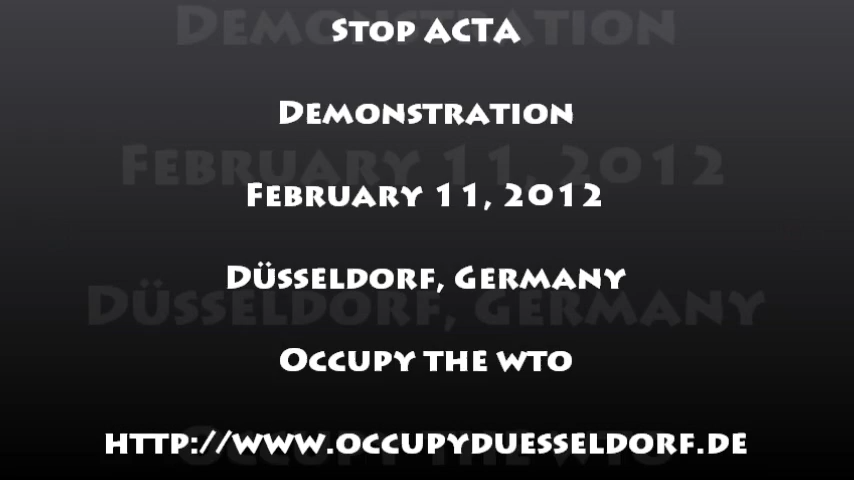 Stop ACTA
Demonstration
February 11, 2012
Düsseldorf, Germany
Occupy the WTO
http://www.occupyduesseldorf.de